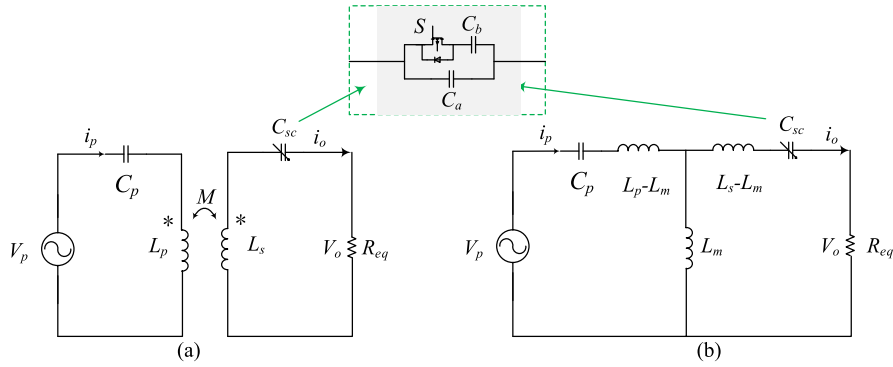 S
C_b
C_a
C_sc
i_p
i_o
C_p
M
*
*
V_p
L_p
L_s
V_o
R_eq
(a)
C_sc
i_p
i_o
C_p
L_p-L_m
L_s-L_m
L_m
V_p
V_o
R_eq
(b)